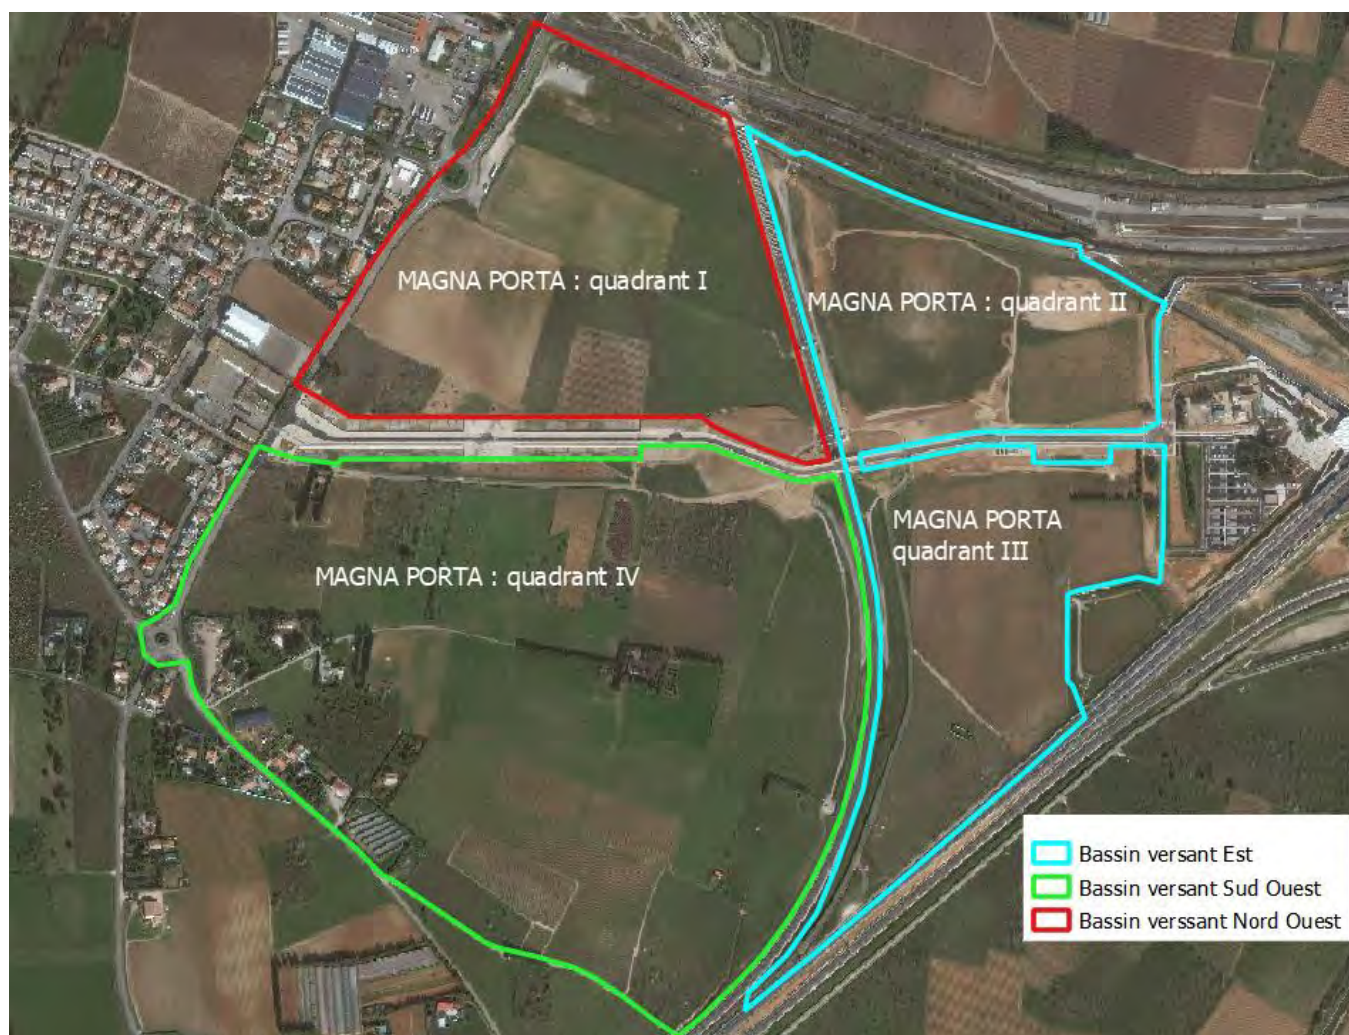 MAGNA PORTA : quadrant I
MAGNA PORTA : quadrant II
MAGNA PORTA
quadrant III
MAGNA PORTA : quadrant IV
Bassin versant Est
Bassin versant Sud Ouest
Bassin verssant Nord Ouest